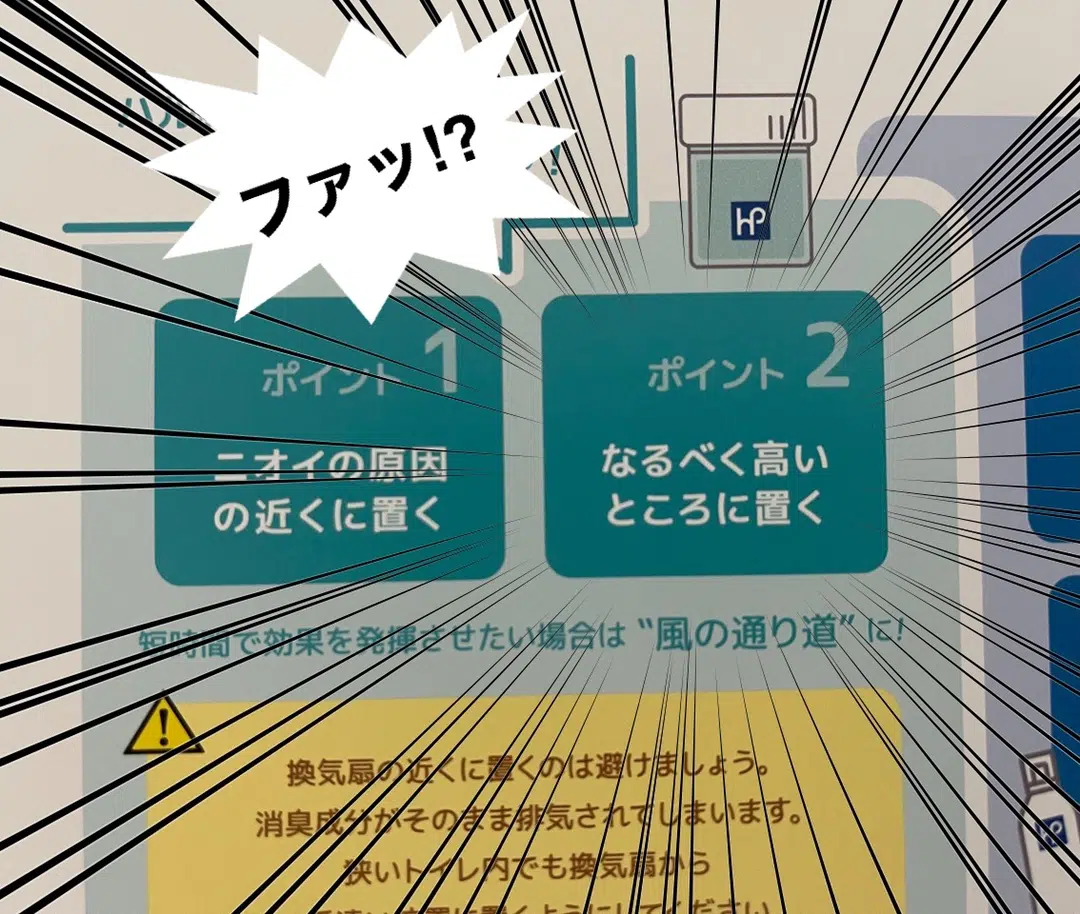 ファッ!?
HP
ポイント 1
ニオイの原因
の近くに置く
ポイント 2
なるべく高い
ところに置く
短時間で効果を発揮させたい場合は “風の通り道” に!
換気扇の近くに置くのは避けましょう。
消臭成分がそのまま排気されてしまいます。
狭いトイレ内でも換気扇から
HP